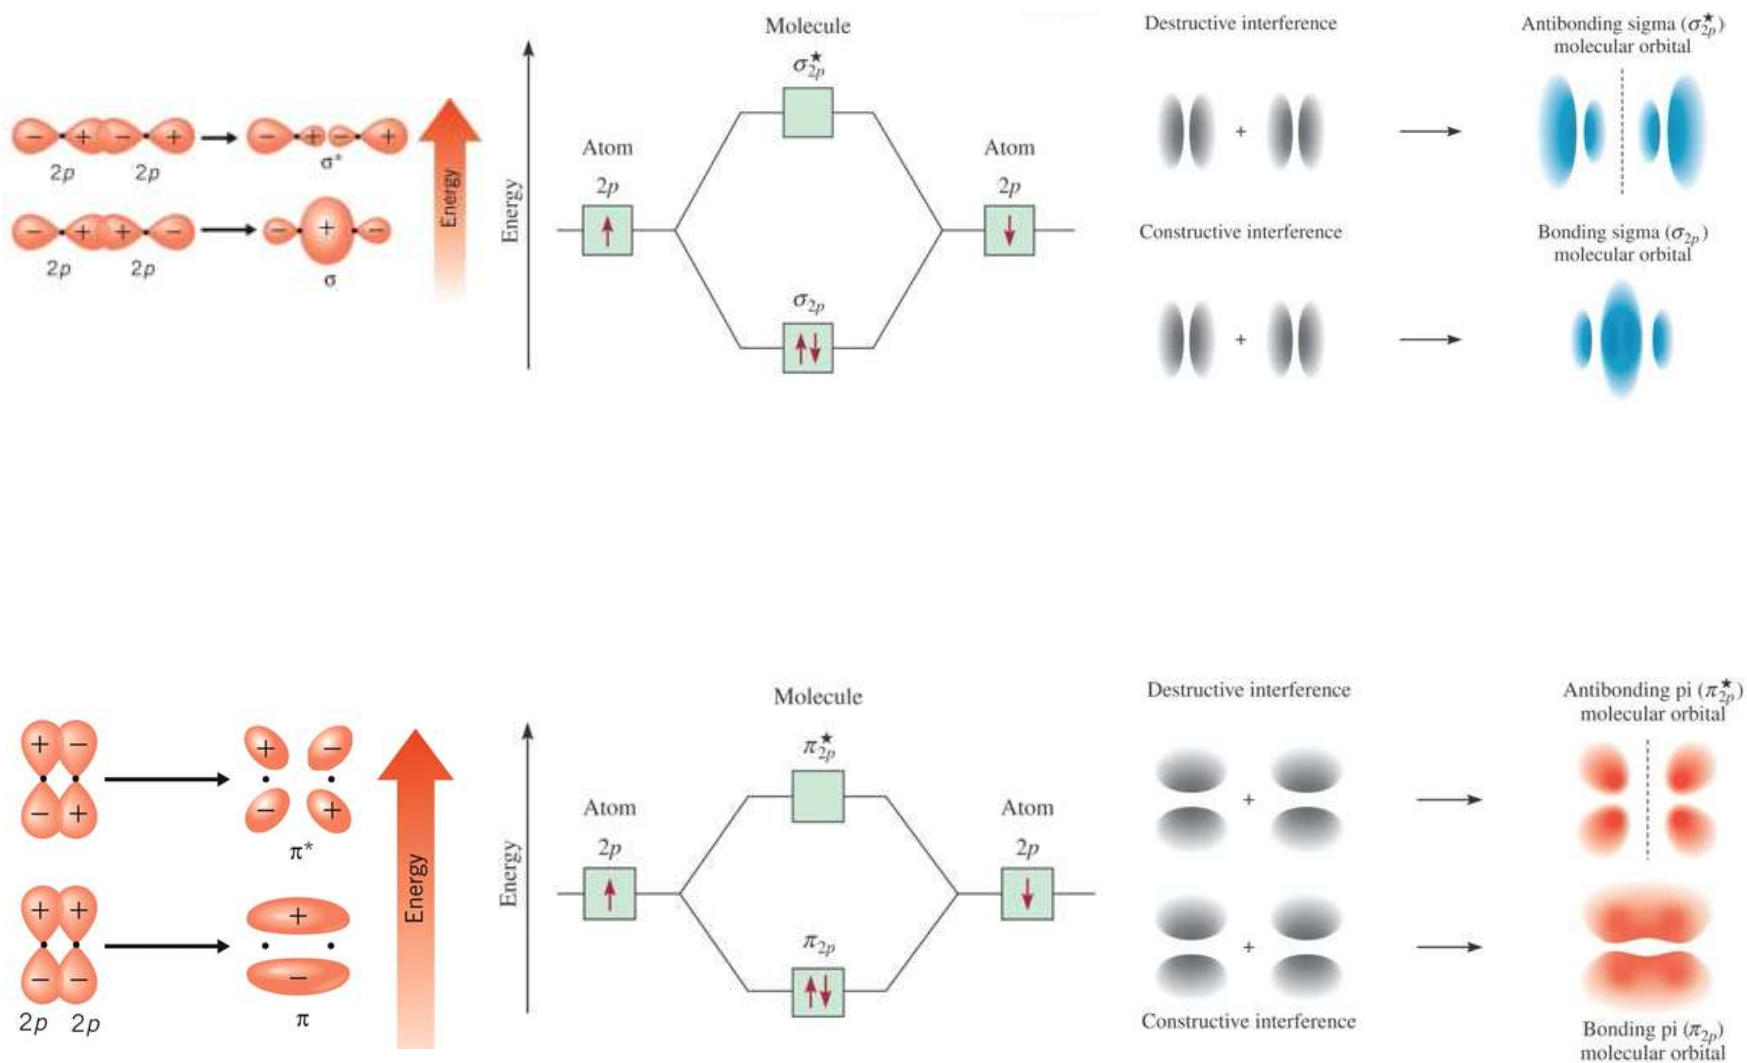 − + − +
2p 2p
− + − +
σ*
− + + −
2p 2p
− + −
σ
Energy
Energy
Molecule
σ★2p
Atom
2p
↑
Atom
2p
↓
σ2p
↑↓
Destructive interference
+
Antibonding sigma (σ★2p)
molecular orbital
Constructive interference
+
Bonding sigma (σ2p)
molecular orbital
+ −
− +
+ −
− +
π*
+ +
− −
2p 2p
+
−
π
Energy
Energy
Molecule
π★2p
Atom
2p
↑
Atom
2p
↓
π2p
↑↓
Destructive interference
+
Antibonding pi (π★2p)
molecular orbital
+
Constructive interference
Bonding pi (π2p)
molecular orbital